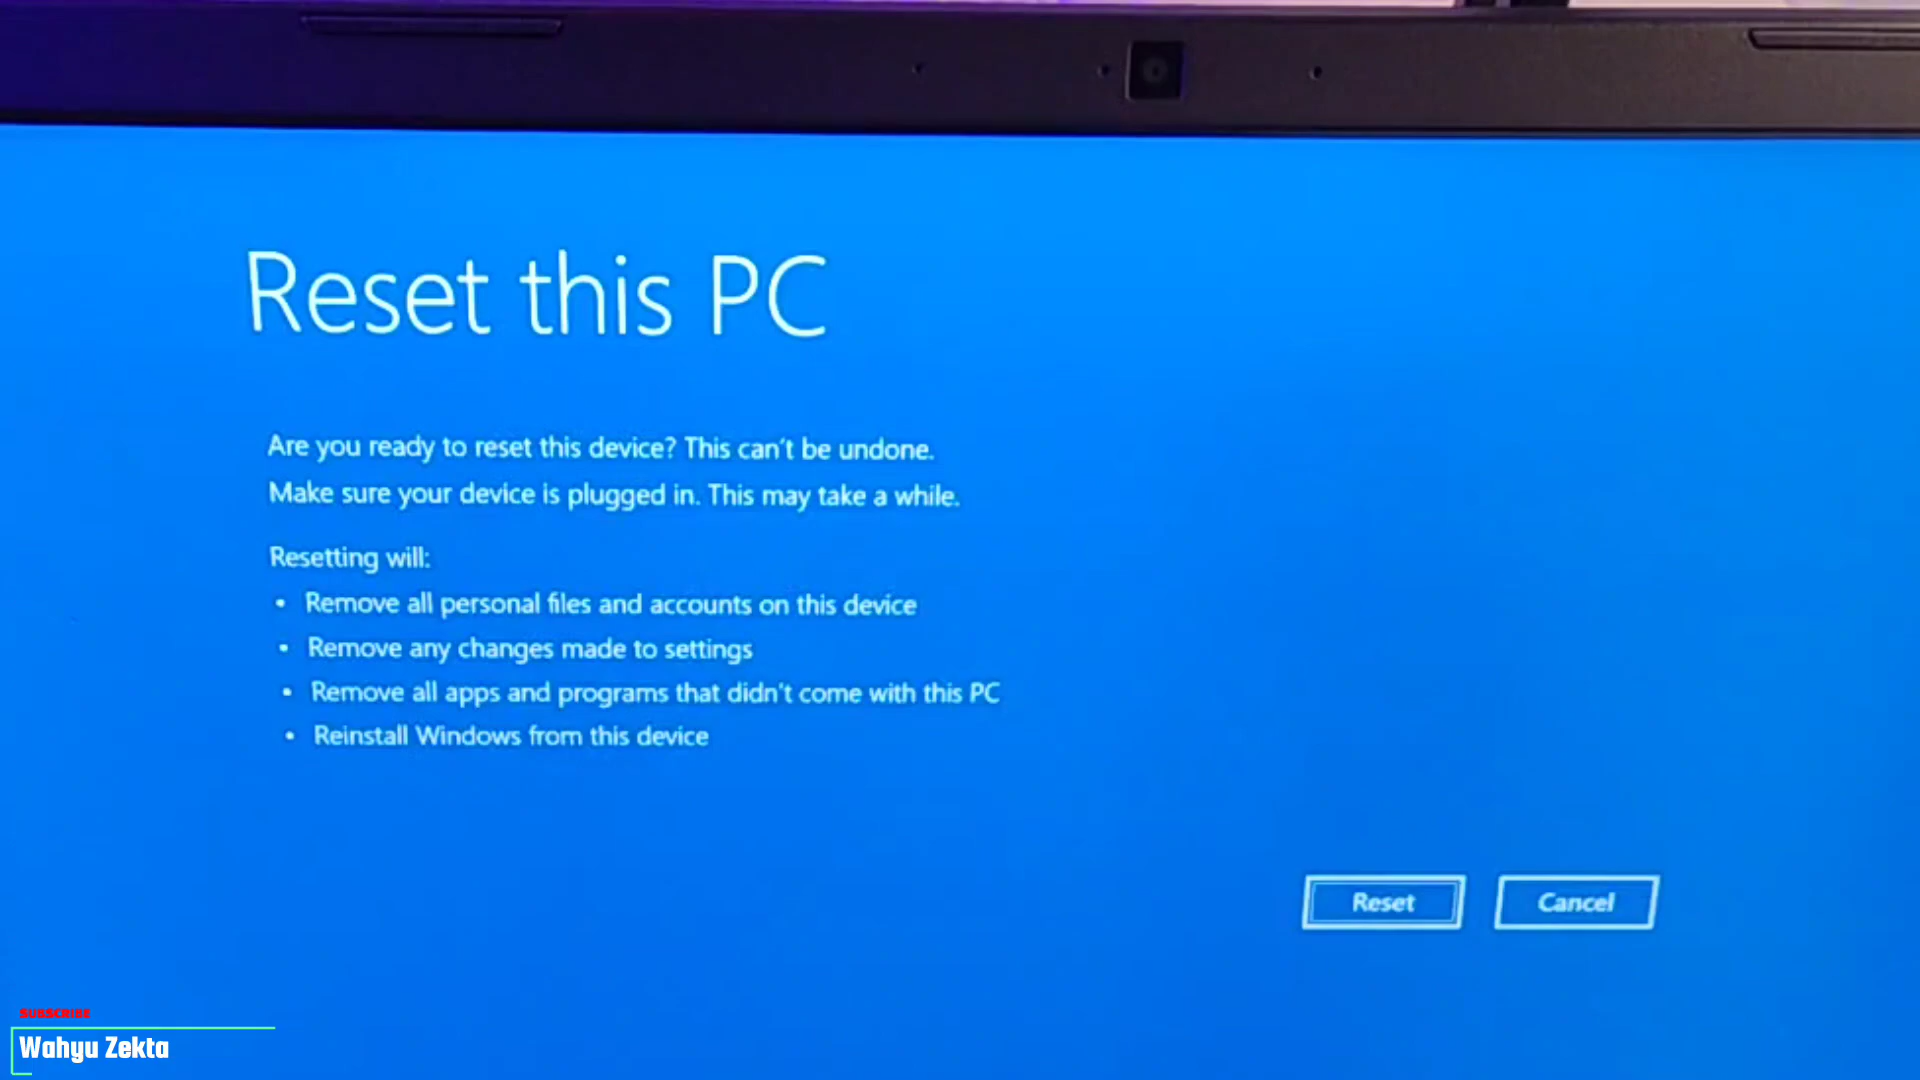 Reset this PC
Are you ready to reset this device? This can't be undone.
Make sure your device is plugged in. This may take a while.
Resetting will:
• Remove all personal files and accounts on this device
• Remove any changes made to settings
• Remove all apps and programs that didn't come with this PC
• Reinstall Windows from this device
Reset
Cancel
SUBSCRIBE
Wahyu Zekta